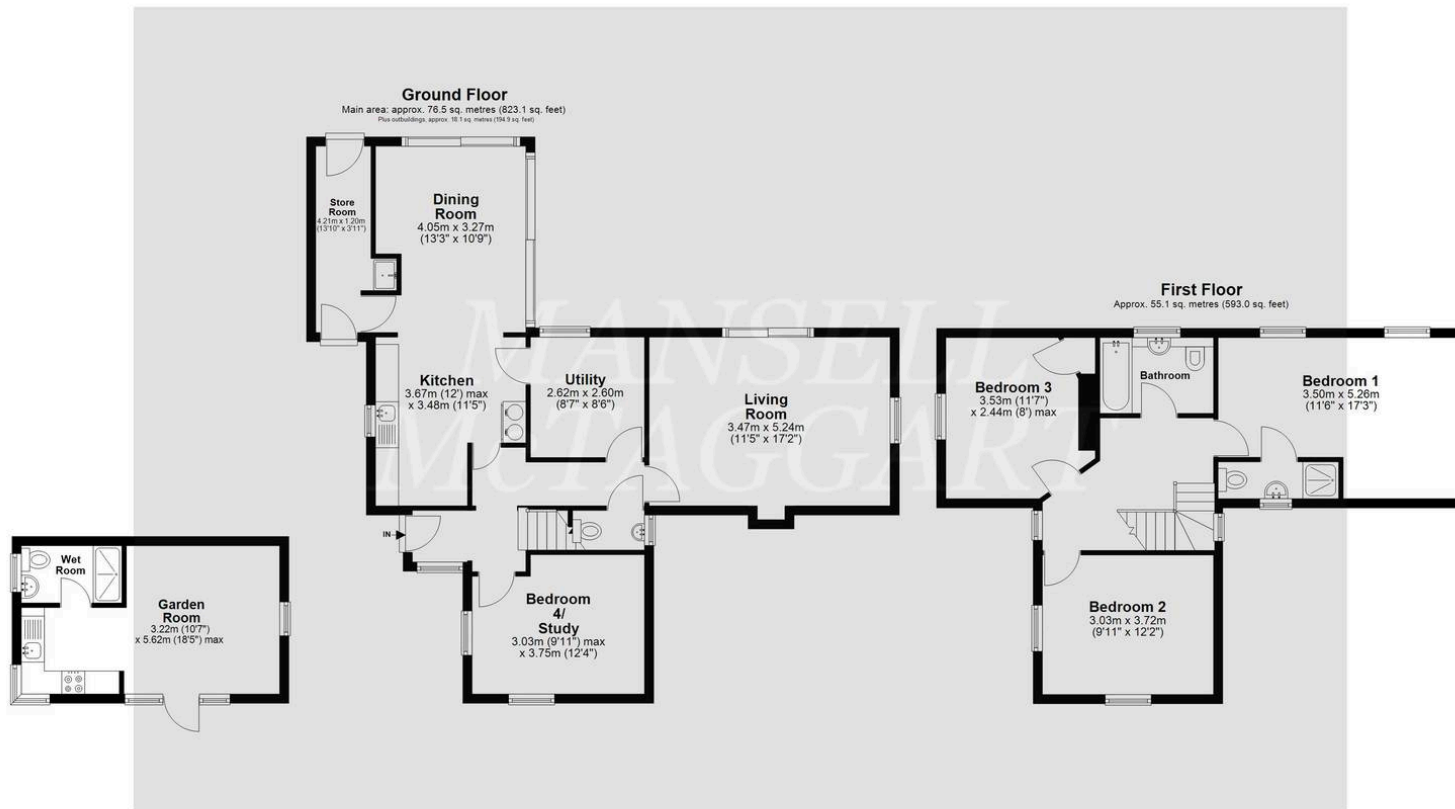 Ground Floor
Main area: approx. 76.5 sq. metres (823.1 sq. feet)
Plus outbuildings, approx. 18.1 sq. metres (194.9 sq. feet)
Store
Room
4.21m x 1.20m
(13'10" x 3'11")
Dining
Room
4.05m x 3.27m
(13'3" x 10'9")
Kitchen
3.67m (12') max
x 3.48m (11'5")
Utility
2.62m x 2.60m
(8'7" x 8'6")
Living
Room
3.47m x 5.24m
(11'5" x 17'2")
IN
Bedroom
4/
Study
3.03m (9'11") max
x 3.75m (12'4")
Wet
Room
Garden
Room
3.22m (10'7")
x 5.62m (18'5") max
First Floor
Approx. 55.1 sq. metres (593.0 sq. feet)
Bedroom 3
3.53m (11'7")
x 2.44m (8') max
Bathroom
Bedroom 1
3.50m x 5.26m
(11'6" x 17'3")
Bedroom 2
3.03m x 3.72m
(9'11" x 12'2")
MANSELL
McTAGGART